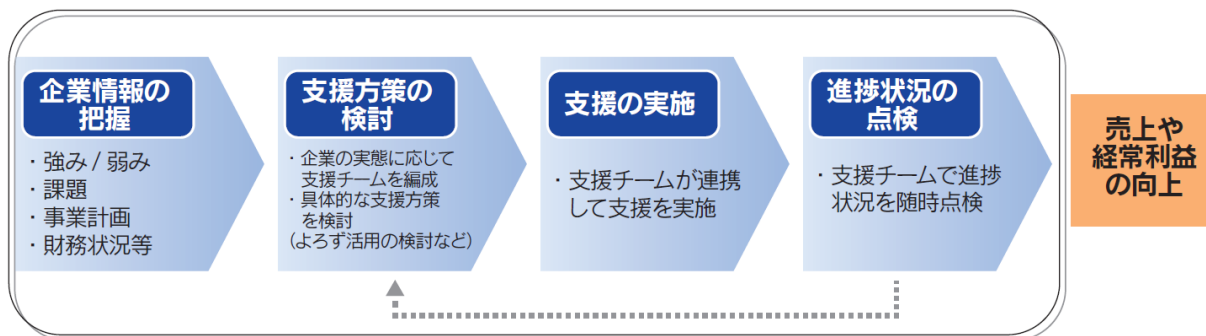 企業情報の
把握
・強み / 弱み
・課題
・事業計画
・財務状況等
支援方策の
検討
・企業の実態に応じて
支援チームを編成
・具体的な支援方策
を検討
(よろず活用の検討など)
支援の実施
・支援チームが連携
して支援を実施
進捗状況の
点検
・支援チームで進捗
状況を随時点検
売上や
経常利益
の向上